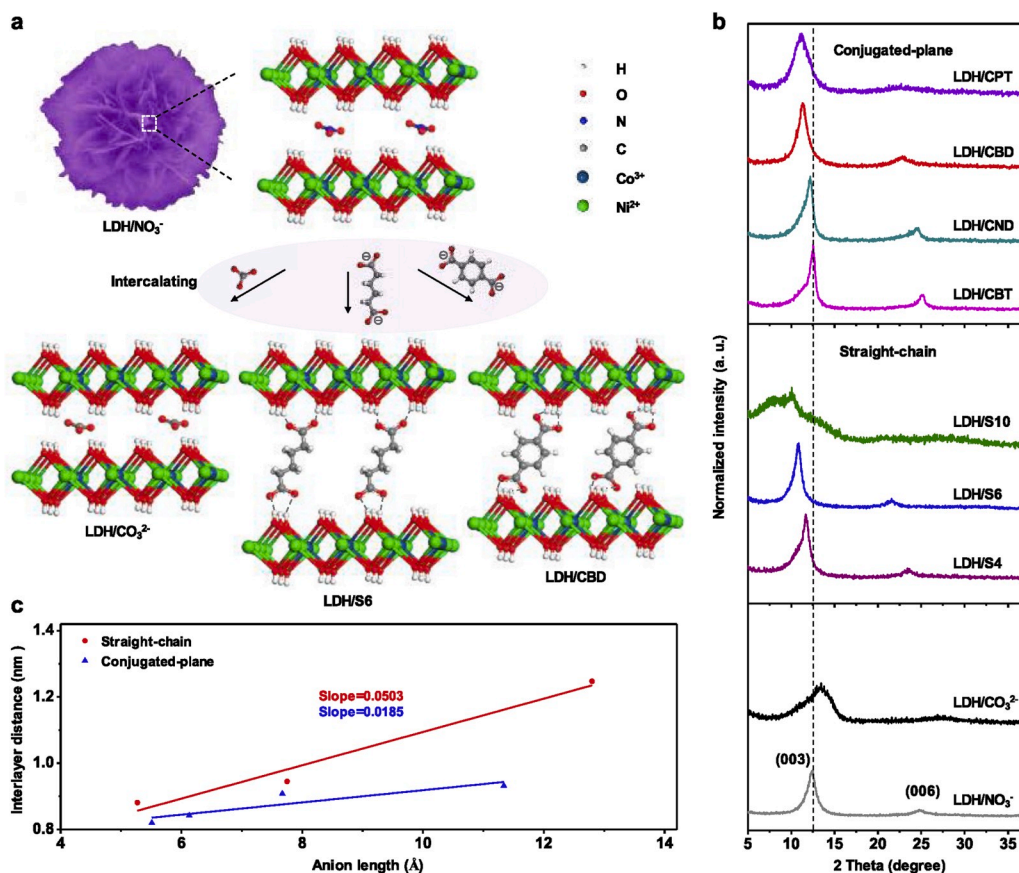 a
LDH/NO₃⁻
H
O
N
C
Co³⁺
Ni²⁺
Intercalating
⊖
⊖
⊖
⊖
LDH/CO₃²⁻
LDH/S6
LDH/CBD
b
Conjugated-plane
LDH/CPT
LDH/CBD
LDH/CND
LDH/CBT
Straight-chain
LDH/S10
LDH/S6
LDH/S4
LDH/CO₃²⁻
(003)
(006)
LDH/NO₃⁻
Normalized intensity (a. u.)
5 10 15 20 25 30 35
2 Theta (degree)
c
Straight-chain
Conjugated-plane
Slope=0.0503
Slope=0.0185
1.4
1.2
1.0
0.8
Interlayer distance (nm )
4 6 8 10 12 14
Anion length (Å)